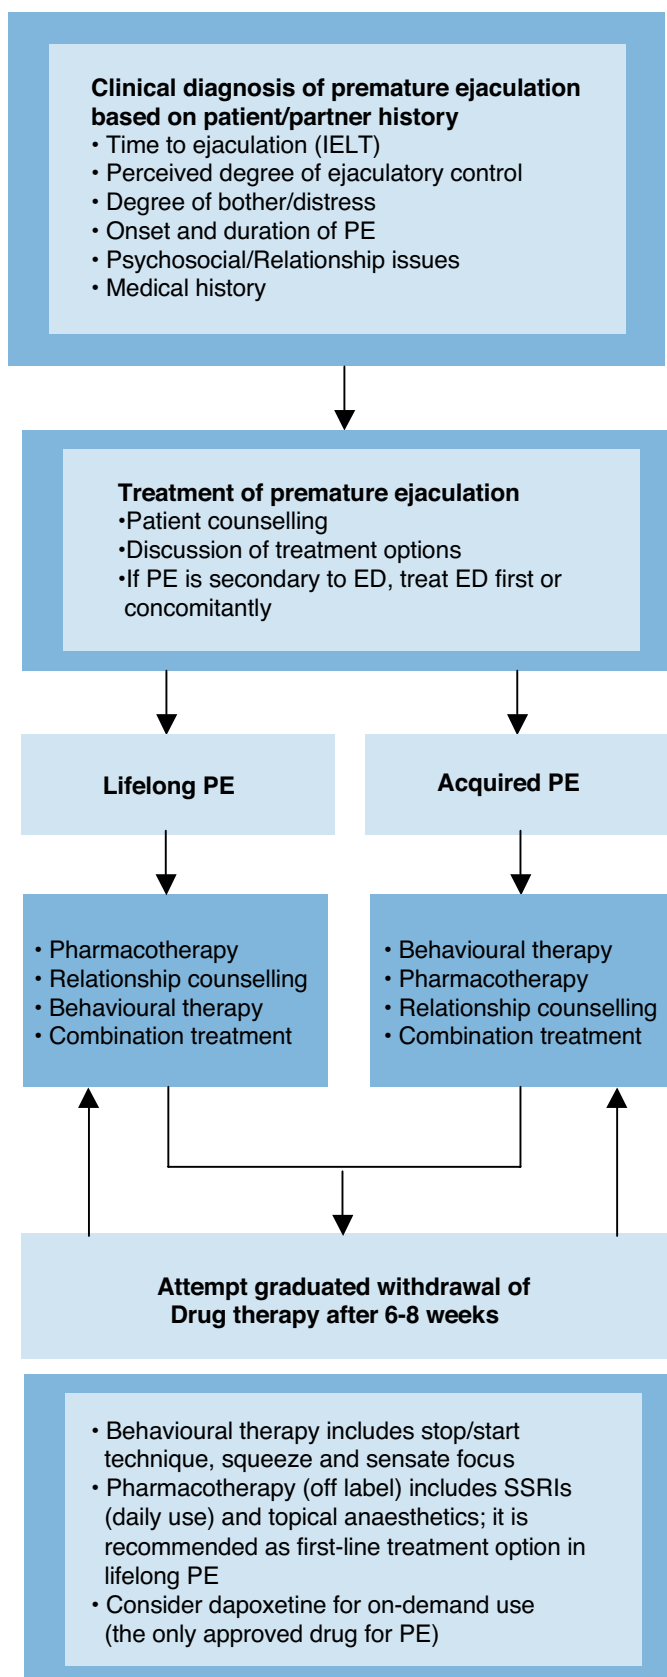 Clinical diagnosis of premature ejaculation
based on patient/partner history
• Time to ejaculation (IELT)
• Perceived degree of ejaculatory control
• Degree of bother/distress
• Onset and duration of PE
• Psychosocial/Relationship issues
• Medical history
Treatment of premature ejaculation
•Patient counselling
•Discussion of treatment options
•If PE is secondary to ED, treat ED first or
concomitantly
Lifelong PE
Acquired PE
• Pharmacotherapy
• Relationship counselling
• Behavioural therapy
• Combination treatment
• Behavioural therapy
• Pharmacotherapy
• Relationship counselling
• Combination treatment
Attempt graduated withdrawal of
Drug therapy after 6-8 weeks
• Behavioural therapy includes stop/start
technique, squeeze and sensate focus
• Pharmacotherapy (off label) includes SSRIs
(daily use) and topical anaesthetics; it is
recommended as first-line treatment option in
lifelong PE
• Consider dapoxetine for on-demand use
(the only approved drug for PE)